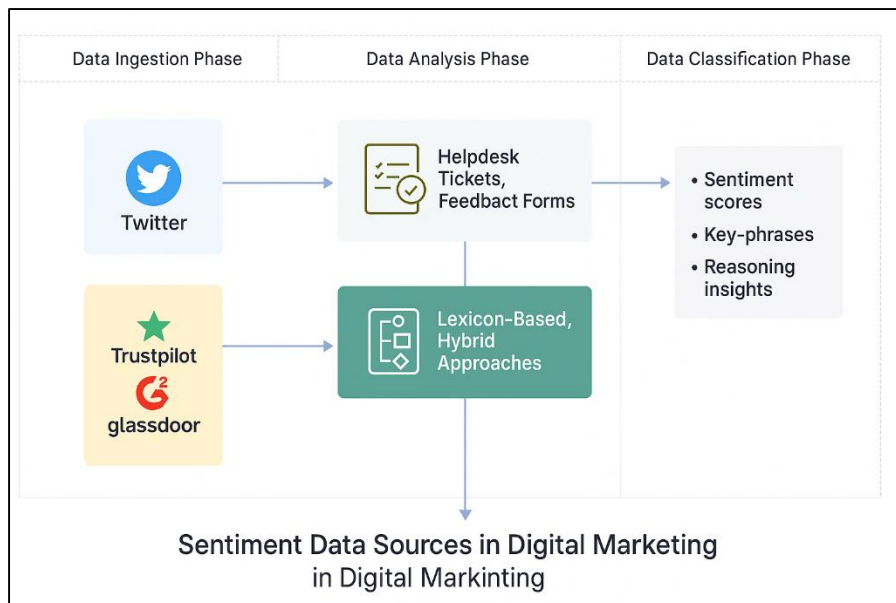 Data Ingestion Phase
Data Analysis Phase
Data Classification Phase
Twitter
Helpdesk
Tickets,
Feedbact Forms
• Sentiment
scores
• Key-phrases
• Reasoning
insights
Trustpilot
G2
glassdoor
Lexicon-Based,
Hybrid
Approaches
Sentiment Data Sources in Digital Marketing
in Digital Markinting